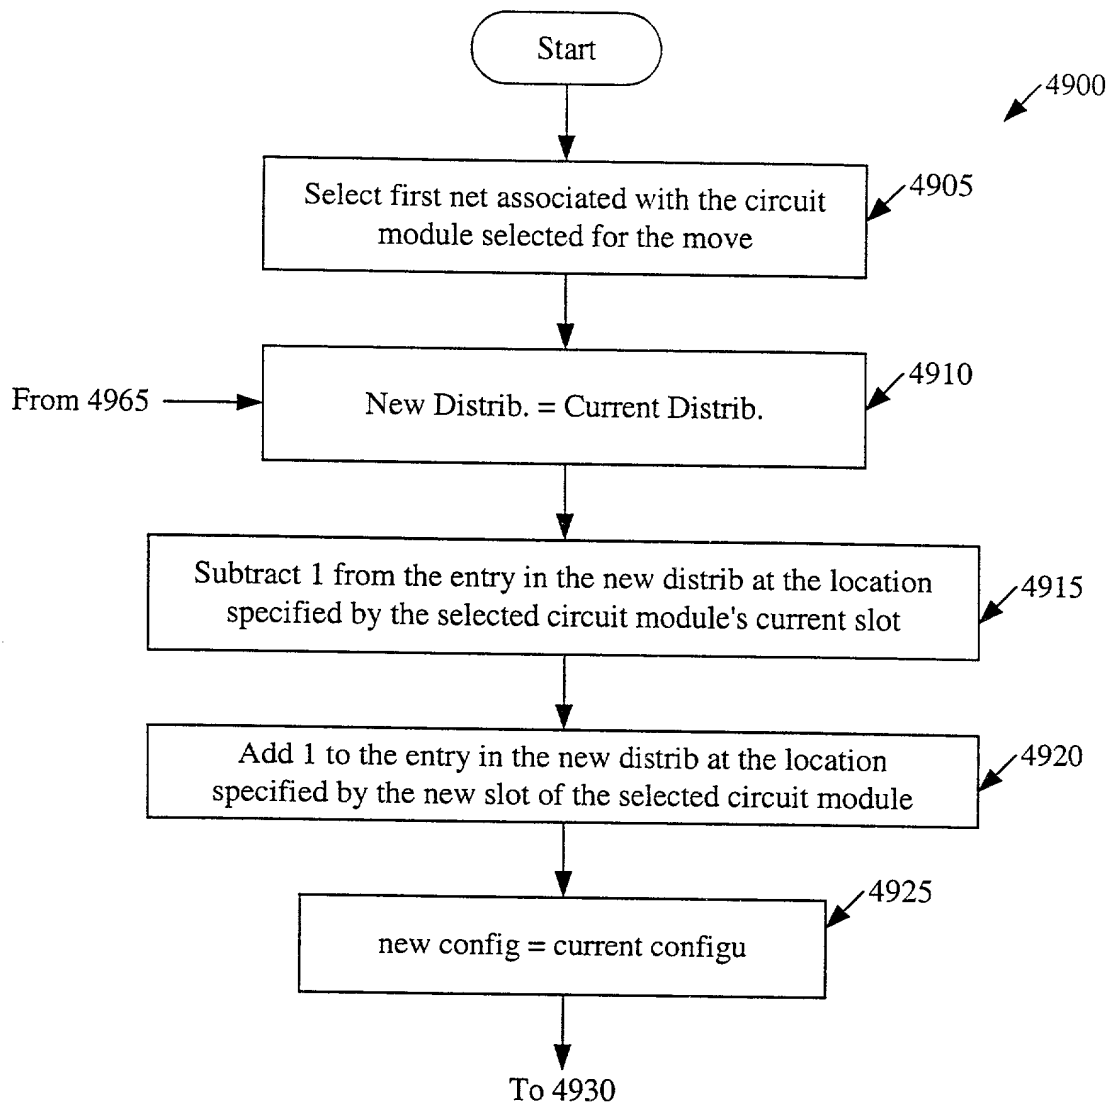 Start
4900
Select first net associated with the circuit
module selected for the move
4905
From 4965
New Distrib. = Current Distrib.
4910
Subtract 1 from the entry in the new distrib at the location
specified by the selected circuit module's current slot
4915
Add 1 to the entry in the new distrib at the location
specified by the new slot of the selected circuit module
4920
new config = current configu
4925
To 4930